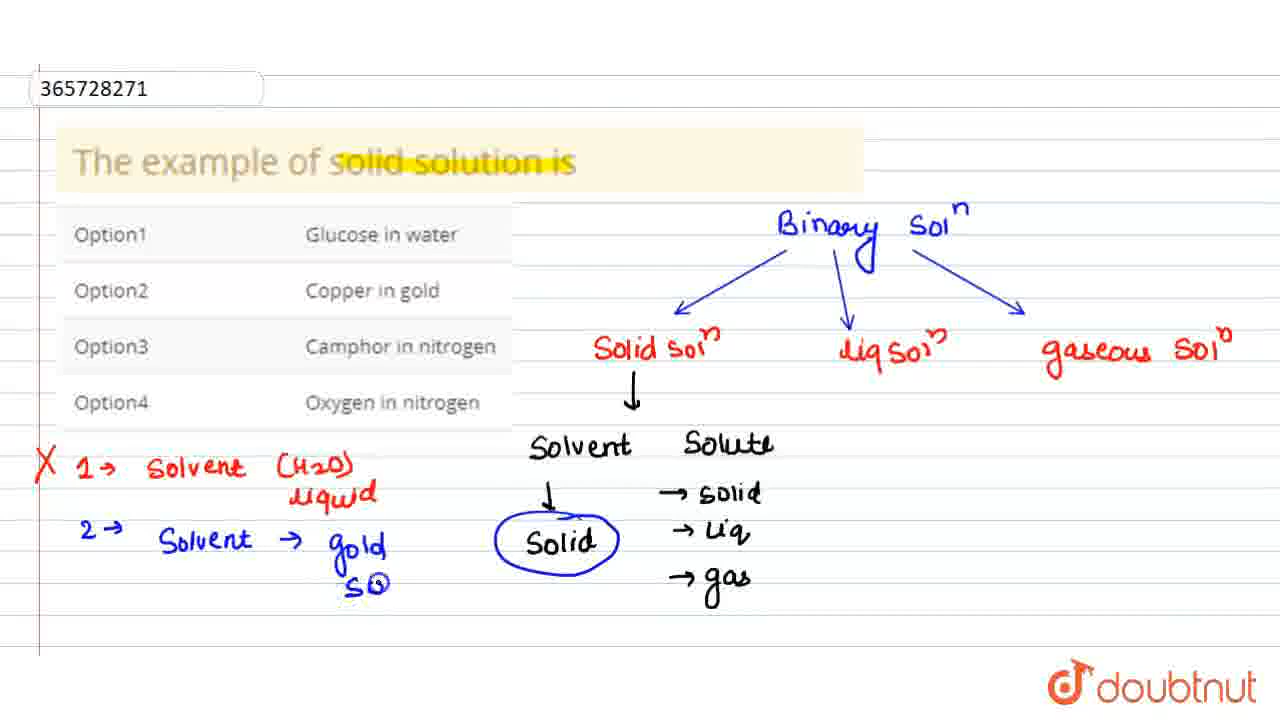 365728271
The example of solid solution is
Option1 Glucose in water
Option2 Copper in gold
Option3 Camphor in nitrogen
Option4 Oxygen in nitrogen
Binary Solⁿ
Solid Solⁿ liq Solⁿ gaseous Solⁿ
Solvent Solute
→ solid
Solid → liq
→ gas
X 1→ Solvent (H2O)
liquid
2→ Solvent → gold
so
doubtnut